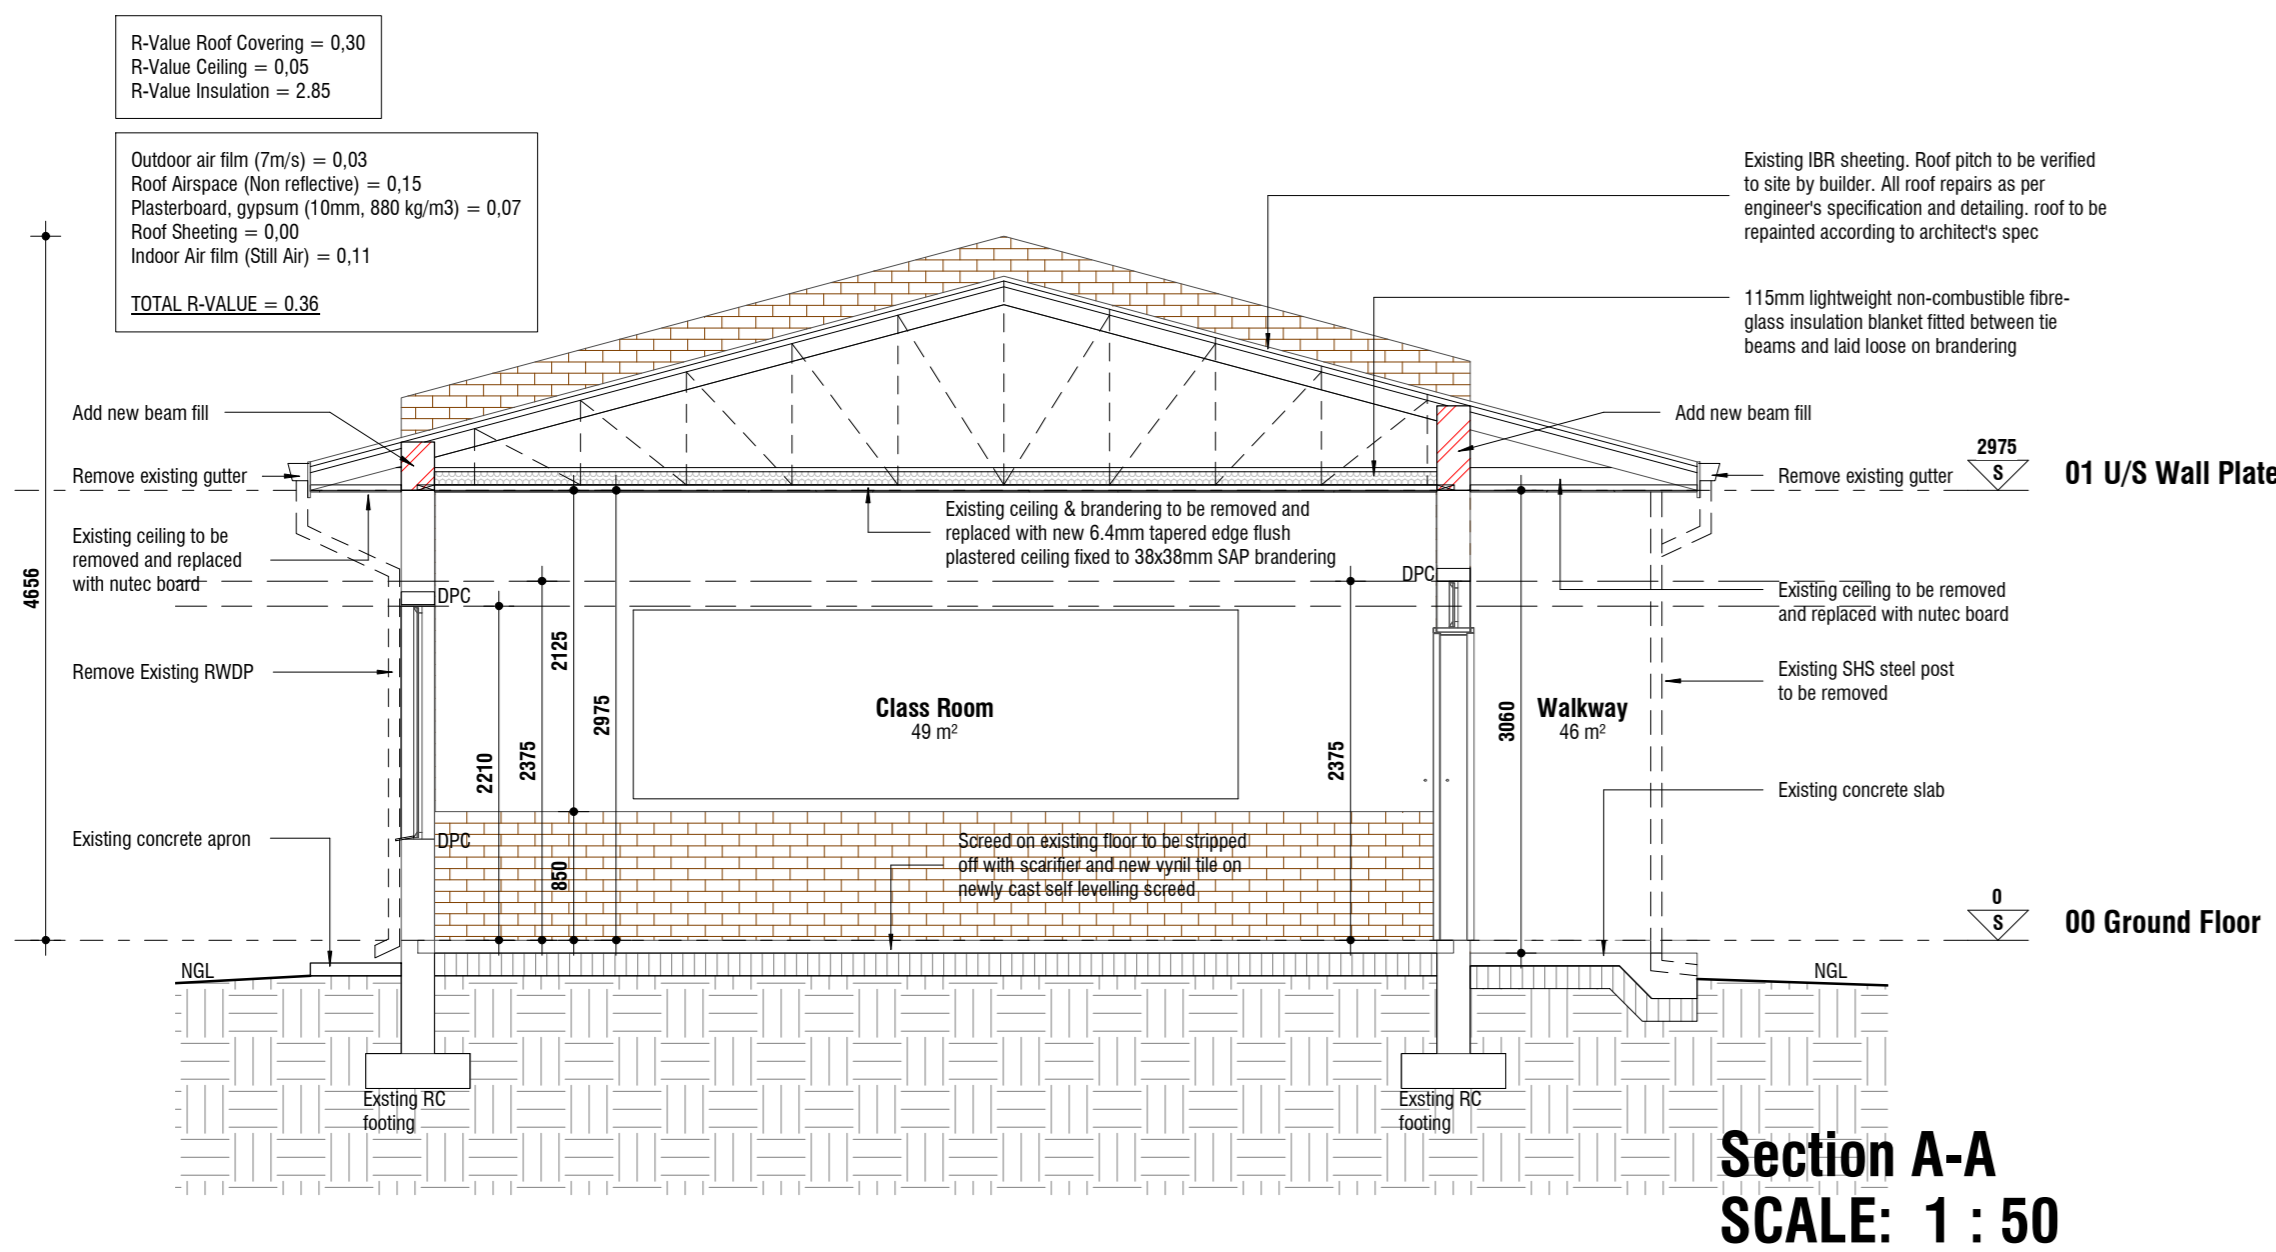 R-Value Roof Covering = 0,30
R-Value Ceiling = 0,05
R-Value Insulation = 2.85
Outdoor air film (7m/s) = 0,03
Roof Airspace (Non reflective) = 0,15
Plasterboard, gypsum (10mm, 880 kg/m3) = 0,07
Roof Sheeting = 0,00
Indoor Air film (Still Air) = 0,11
TOTAL R-VALUE = 0.36
Existing IBR sheeting. Roof pitch to be verified
to site by builder. All roof repairs as per
engineer's specification and detailing. roof to be
repainted according to architect's spec
115mm lightweight non-combustible fibre-
glass insulation blanket fitted between tie
beams and laid loose on brandering
Add new beam fill
Add new beam fill
Remove existing gutter
Remove existing gutter
2975
S
01 U/S Wall Plate
Existing ceiling to be
removed and replaced
with nutec board
Existing ceiling & brandering to be removed and
replaced with new 6.4mm tapered edge flush
plastered ceiling fixed to 38x38mm SAP brandering
4656
DPC
DPC
Existing ceiling to be removed
and replaced with nutec board
Remove Existing RWDP
2125
2975
2375
2210
Class Room
49 m²
2375
3060
Walkway
46 m²
Existing SHS steel post
to be removed
Existing concrete slab
Existing concrete apron
DPC
850
Screed on existing floor to be stripped
off with scarifier and new vynil tile on
newly cast self levelling screed
0
S
00 Ground Floor
NGL
NGL
Exsting RC
footing
Exsting RC
footing
Section A-A
SCALE: 1 : 50